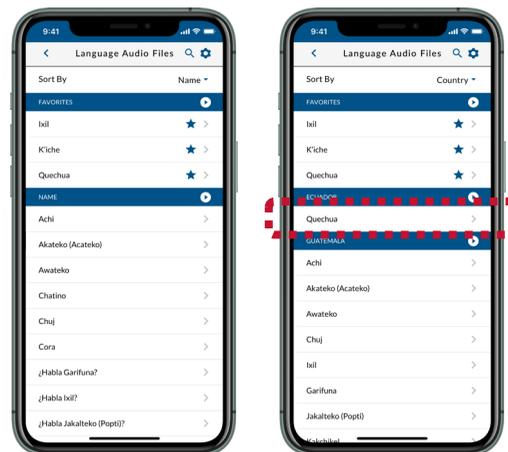 9:41
Language Audio Files
Sort By Name
FAVORITES
Ixil
K'iche
Quechua
NAME
Achi
Akateko (Acateko)
Awateko
Chatino
Chuj
Cora
¿Habla Garifuna?
¿Habla Ixil?
¿Habla Jakalteko (Popti)?
9:41
Language Audio Files
Sort By Country
FAVORITES
Ixil
K'iche
Quechua
ECUADOR
Quechua
GUATEMALA
Achi
Akateko (Acateko)
Awateko
Chuj
Ixil
Garifuna
Jakalteko (Popti)
Kakchikel